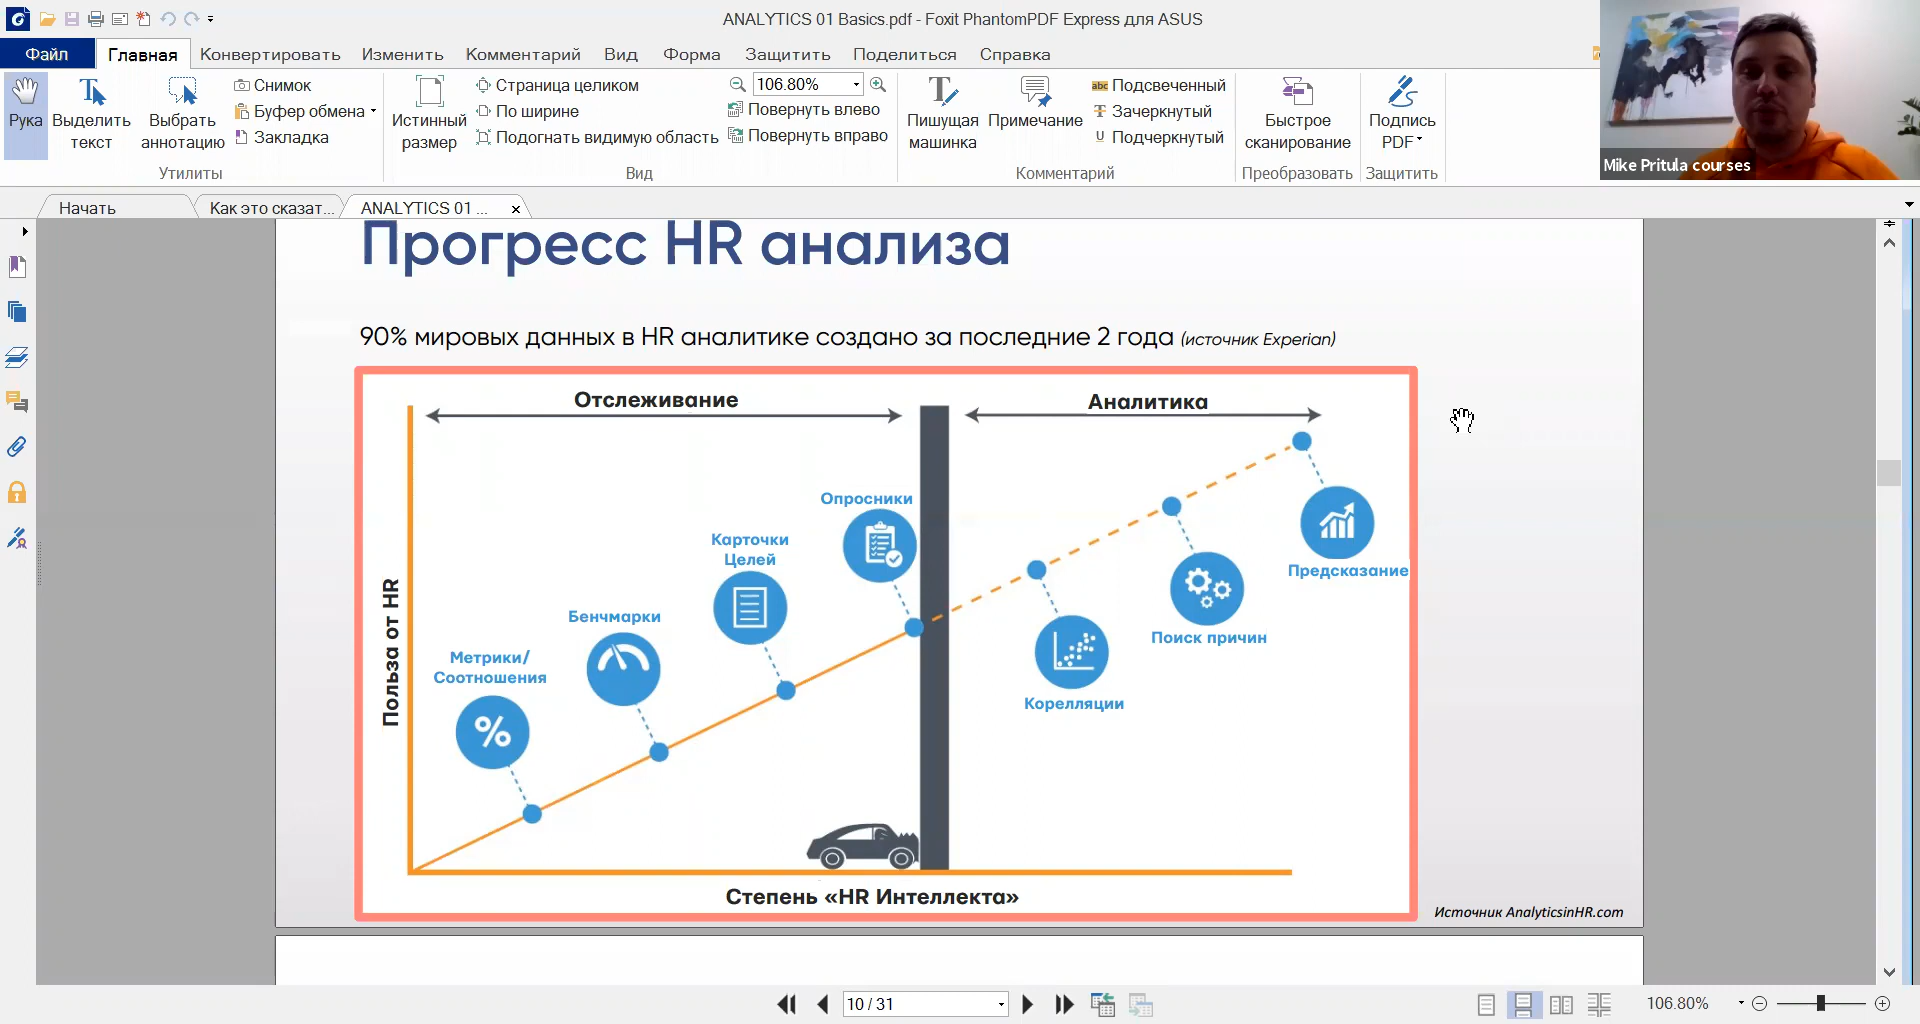 ANALYTICS 01 Basics.pdf - Foxit PhantomPDF Express для ASUS
Файл
Главная
Конвертировать
Изменить
Комментарий
Вид
Форма
Защитить
Поделиться
Справка
Рука
Выделить
текст
Выбрать
аннотацию
Снимок
Буфер обмена
Закладка
Утилиты
Истинный
размер
Страница целиком
По ширине
Подогнать видимую область
106.80%
Повернуть влево
Повернуть вправо
Вид
Пишущая
машинка
Примечание
abc Подсвеченный
T Зачеркнутый
U Подчеркнутый
Комментарий
Быстрое
сканирование
Преобразовать
Подпись
PDF
Защитить
Mike Pritula courses
Начать
Как это сказат...
ANALYTICS 01 ...
Прогресс HR анализа
90% мировых данных в HR аналитике создано за последние 2 года (источник Experian)
Отслеживание
Аналитика
Польза от HR
Опросники
Карточки
Целей
Бенчмарки
Метрики/
Соотношения
%
Предсказание
Поиск причин
Корелляции
Степень «HR Интеллекта»
Источник AnalyticsinHR.com
10 / 31
106.80%